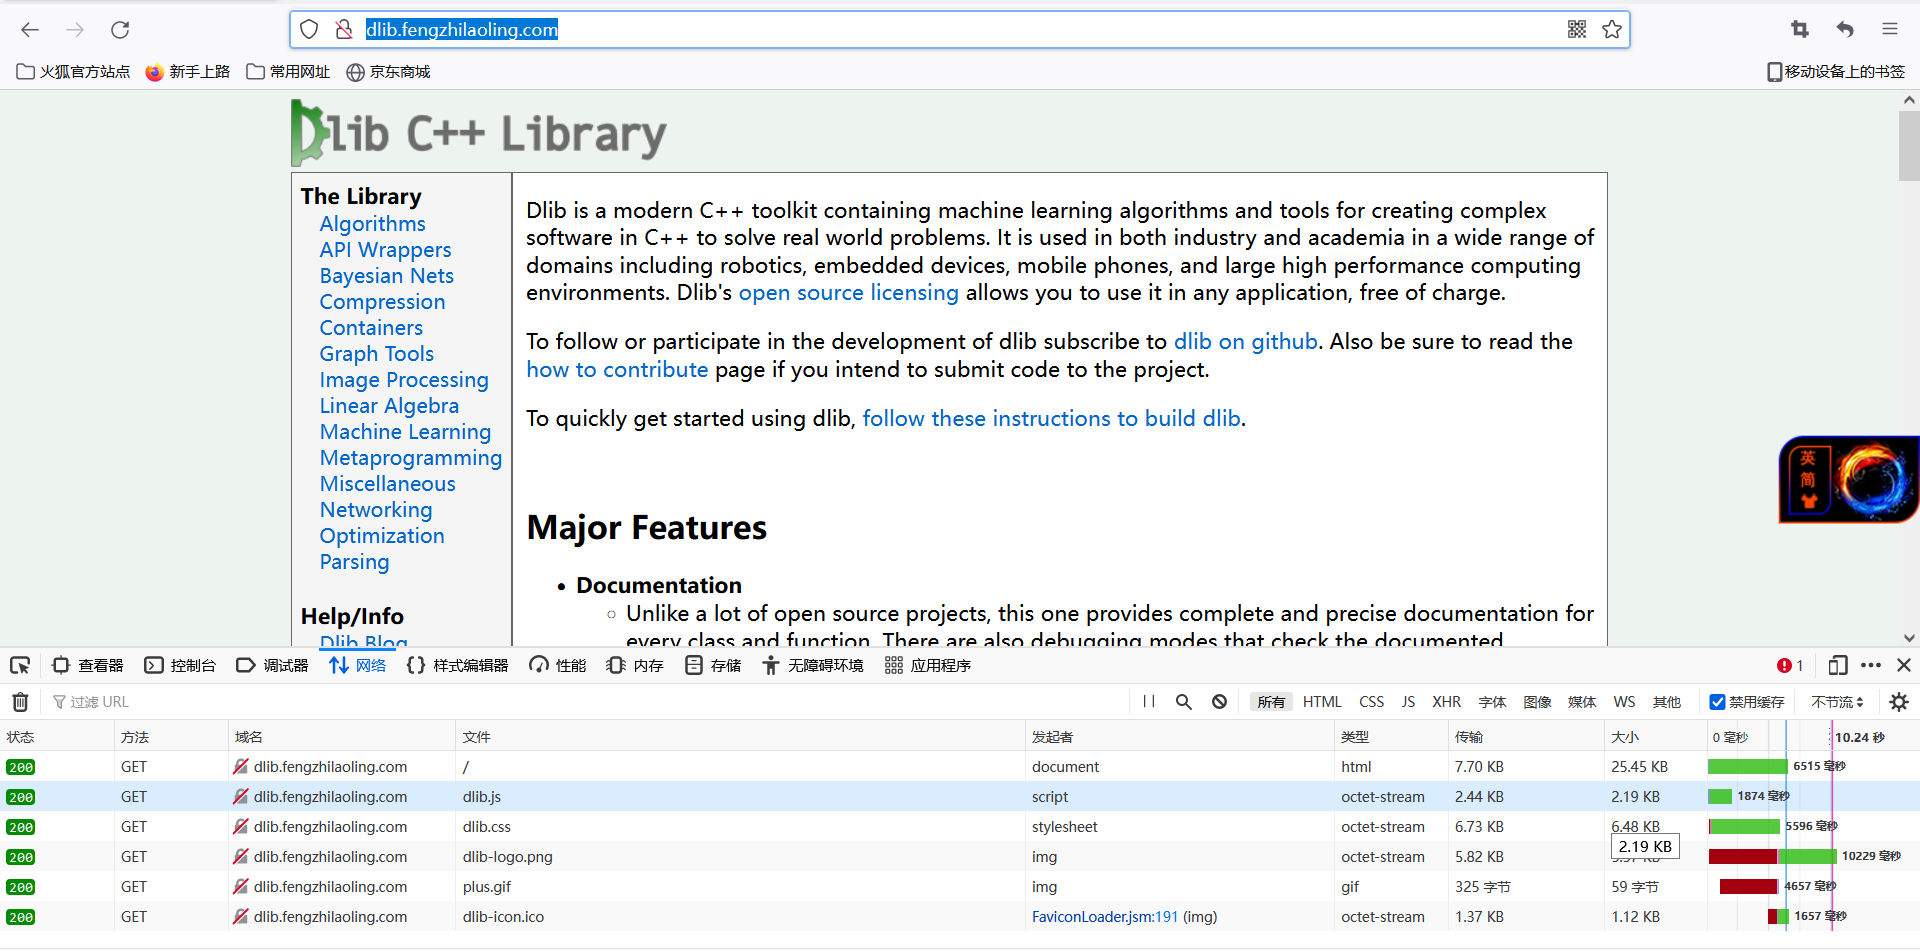 dlib.fengzhilaoling.com
火狐官方站点 新手上路 常用网址 京东商城 移动设备上的书签
Dlib C++ Library
The Library
Algorithms
API Wrappers
Bayesian Nets
Compression
Containers
Graph Tools
Image Processing
Linear Algebra
Machine Learning
Metaprogramming
Miscellaneous
Networking
Optimization
Parsing
Help/Info
Dlib Blog
Dlib is a modern C++ toolkit containing machine learning algorithms and tools for creating complex
software in C++ to solve real world problems. It is used in both industry and academia in a wide range of
domains including robotics, embedded devices, mobile phones, and large high performance computing
environments. Dlib's open source licensing allows you to use it in any application, free of charge.
To follow or participate in the development of dlib subscribe to dlib on github. Also be sure to read the
how to contribute page if you intend to submit code to the project.
To quickly get started using dlib, follow these instructions to build dlib.
Major Features
• Documentation
○ Unlike a lot of open source projects, this one provides complete and precise documentation for
every class and function. There are also debugging modes that check the documented
英
简
查看器 控制台 调试器 网络 样式编辑器 性能 内存 存储 无障碍环境 应用程序 1
过滤 URL 所有 HTML CSS JS XHR 字体 图像 媒体 WS 其他 禁用缓存 不节流
状态 方法 域名 文件 发起者 类型 传输 大小 0 毫秒 10.24 秒
200 GET dlib.fengzhilaoling.com / document html 7.70 KB 25.45 KB 6515 毫秒
200 GET dlib.fengzhilaoling.com dlib.js script octet-stream 2.44 KB 2.19 KB 1874 毫秒
200 GET dlib.fengzhilaoling.com dlib.css stylesheet octet-stream 6.73 KB 6.48 KB 5596 毫秒
2.19 KB
200 GET dlib.fengzhilaoling.com dlib-logo.png img octet-stream 5.82 KB 10229 毫秒
200 GET dlib.fengzhilaoling.com plus.gif img gif 325 字节 59 字节 4657 毫秒
200 GET dlib.fengzhilaoling.com dlib-icon.ico FaviconLoader.jsm:191 (img) octet-stream 1.37 KB 1.12 KB 1657 毫秒